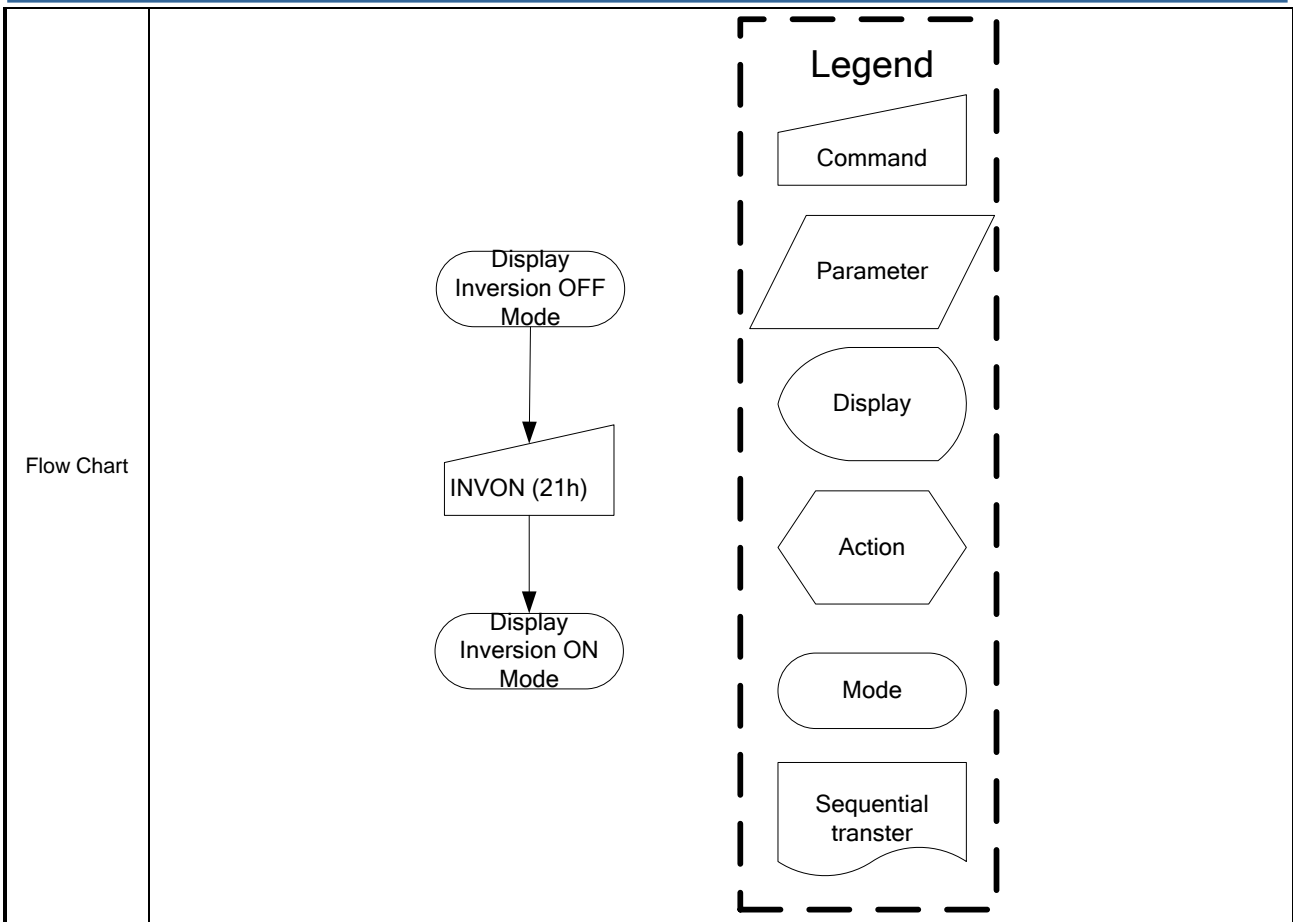 Flow Chart
Display
Inversion OFF
Mode
INVON (21h)
Display
Inversion ON
Mode
Legend
Command
Parameter
Display
Action
Mode
Sequential
transter